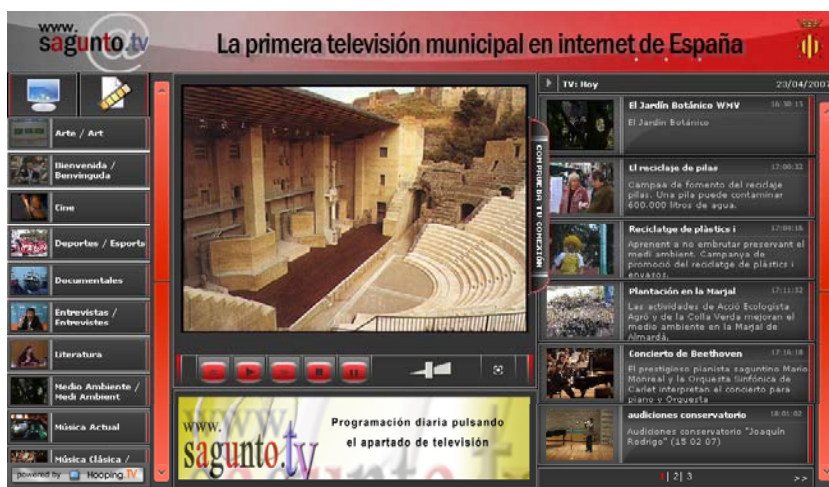 www.
sagunto.tv
La primera televisión municipal en internet de España
Arte / Art
Bienvenida /
Benvinguda
Cine
Deportes / Esports
Documentales
Entrevistas /
Entrevistes
Literatura
Medio Ambiente /
Medi Ambient
Música Actual
Música Clásica /
powered by Hooping.TV
COMPRUEBA TU CONEXIÓN
www.
sagunto.tv
Programación diaria pulsando
el apartado de televisión
TV: Hoy 23/04/2007
El Jardín Botánico WMV 16:30:15
El Jardín Botánico
El reciclaje de pilas 17:00:32
Campaa de fomento del reciclaje
pilas. Una pila puede contaminar
600.000 litros de agua.
Reciclatge de plàstics i 17:04:16
Aprenent a no embrutar preservant el
medi ambient. Campanya de
promoció del reciclatge de plàstics i
envasos.
Plantación en la Marjal 17:11:52
Las actividades de Acció Ecologista
Agró y de la Colla Verda mejoran el
medio ambiente en la Marjal de
Almardá.
Concierto de Beethoven 17:16:18
El prestigioso pianista saguntino Mario
Monreal y la Orquesta Sinfónica de
Carlet interpretan el concierto para
piano y Orquesta
audiciones conservatorio 18:01:02
Audiciones conservatorio "Joaquín
Rodrigo" (15 02 07)
1| 2| 3 >>